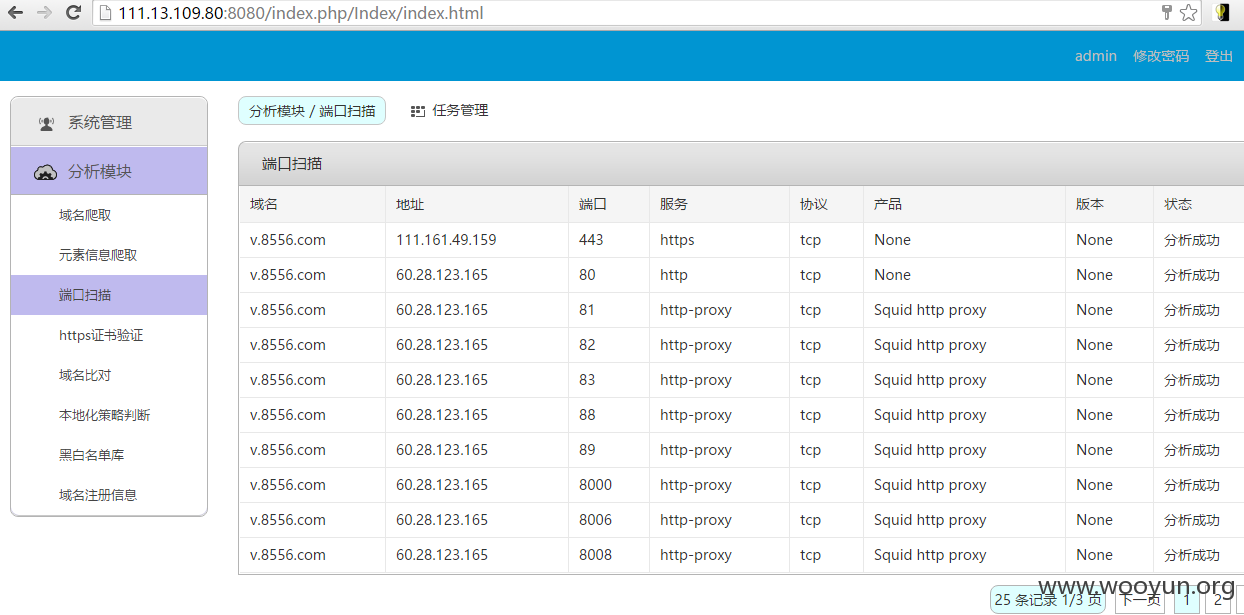 111.13.109.80:8080/index.php/Index/index.html
admin 修改密码 登出
系统管理
分析模块
域名爬取
元素信息爬取
端口扫描
https证书验证
域名比对
本地化策略判断
黑白名单库
域名注册信息
分析模块 / 端口扫描 任务管理
端口扫描
域名 地址 端口 服务 协议 产品 版本 状态
v.8556.com 111.161.49.159 443 https tcp None None 分析成功
v.8556.com 60.28.123.165 80 http tcp None None 分析成功
v.8556.com 60.28.123.165 81 http-proxy tcp Squid http proxy None 分析成功
v.8556.com 60.28.123.165 82 http-proxy tcp Squid http proxy None 分析成功
v.8556.com 60.28.123.165 83 http-proxy tcp Squid http proxy None 分析成功
v.8556.com 60.28.123.165 88 http-proxy tcp Squid http proxy None 分析成功
v.8556.com 60.28.123.165 89 http-proxy tcp Squid http proxy None 分析成功
v.8556.com 60.28.123.165 8000 http-proxy tcp Squid http proxy None 分析成功
v.8556.com 60.28.123.165 8006 http-proxy tcp Squid http proxy None 分析成功
v.8556.com 60.28.123.165 8008 http-proxy tcp Squid http proxy None 分析成功
www.wooyun.org
25 条记录 1/3 页 下一页 1 2